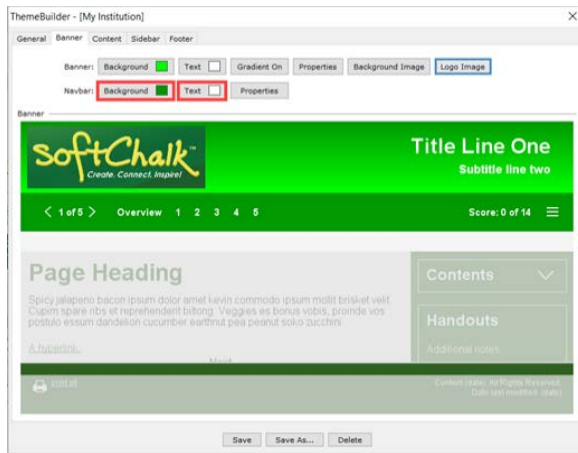 ThemeBuilder - [My Institution]
General Banner Content Sidebar Footer
Banner: Background Text Gradient On Properties Background Image Logo Image
Navbar: Background Text Properties
Banner
SoftChalk™
Create. Connect. Inspire!
Title Line One
Subtitle line two
1 of 5 Overview 1 2 3 4 5 Score: 0 of 14
Page Heading
Spicy jalapeno bacon ipsum dolor amet kevin commodo ipsum mollit brisket velit.
Cupim spare ribs et reprehenderit biltong. Veggies es bonus vobis, proinde vos
postulo essum dandelion cucumber earthnut pea peanut soko zucchini.
A hyperlink.
Next
Contents
Handouts
Additional notes
print all
Content (date). All Rights Reserved.
Date last modified: (date)
Save Save As... Delete